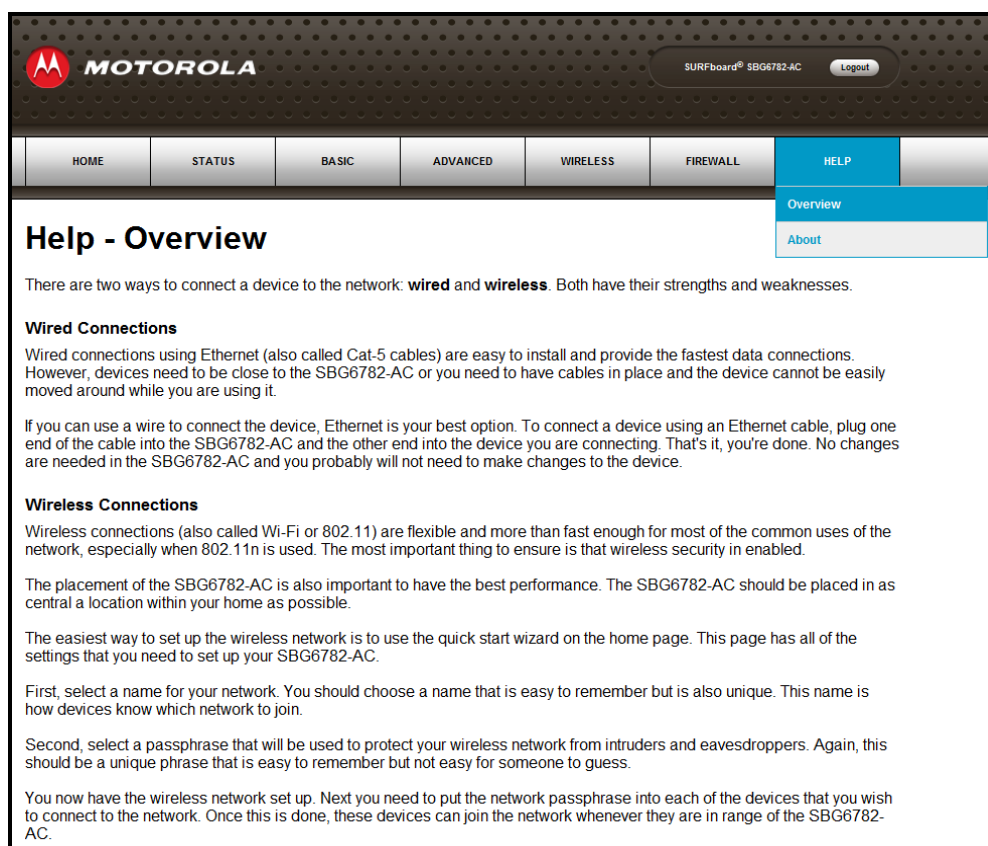 MOTOROLA
SURFboard® SBG6782-AC
Logout
HOME
STATUS
BASIC
ADVANCED
WIRELESS
FIREWALL
HELP
Overview
About
Help - Overview
There are two ways to connect a device to the network: wired and wireless. Both have their strengths and weaknesses.
Wired Connections
Wired connections using Ethernet (also called Cat-5 cables) are easy to install and provide the fastest data connections.
However, devices need to be close to the SBG6782-AC or you need to have cables in place and the device cannot be easily
moved around while you are using it.
If you can use a wire to connect the device, Ethernet is your best option. To connect a device using an Ethernet cable, plug one
end of the cable into the SBG6782-AC and the other end into the device you are connecting. That's it, you're done. No changes
are needed in the SBG6782-AC and you probably will not need to make changes to the device.
Wireless Connections
Wireless connections (also called Wi-Fi or 802.11) are flexible and more than fast enough for most of the common uses of the
network, especially when 802.11n is used. The most important thing to ensure is that wireless security in enabled.
The placement of the SBG6782-AC is also important to have the best performance. The SBG6782-AC should be placed in as
central a location within your home as possible.
The easiest way to set up the wireless network is to use the quick start wizard on the home page. This page has all of the
settings that you need to set up your SBG6782-AC.
First, select a name for your network. You should choose a name that is easy to remember but is also unique. This name is
how devices know which network to join.
Second, select a passphrase that will be used to protect your wireless network from intruders and eavesdroppers. Again, this
should be a unique phrase that is easy to remember but not easy for someone to guess.
You now have the wireless network set up. Next you need to put the network passphrase into each of the devices that you wish
to connect to the network. Once this is done, these devices can join the network whenever they are in range of the SBG6782-
AC.